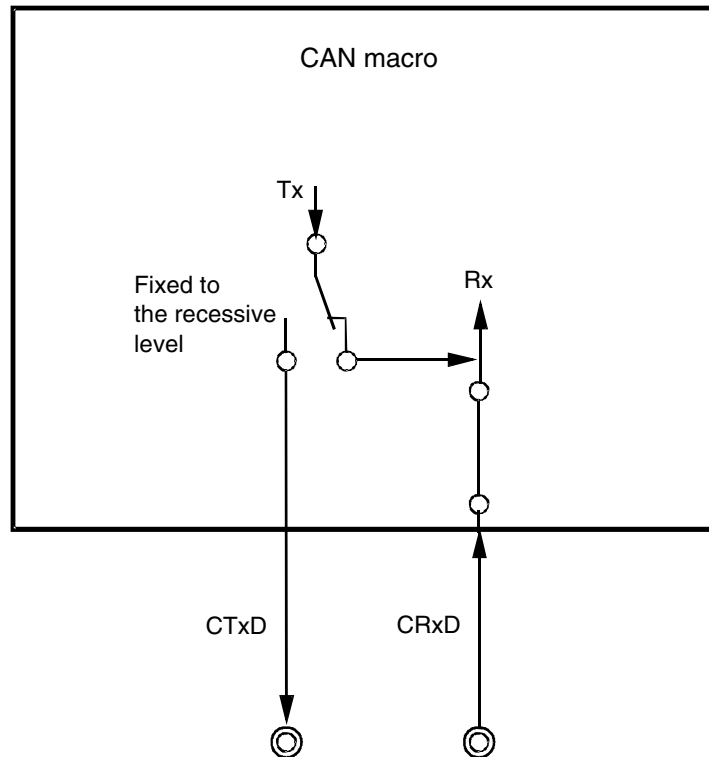 CAN macro
Tx
Rx
Fixed to
the recessive
level
CTxD
CRxD